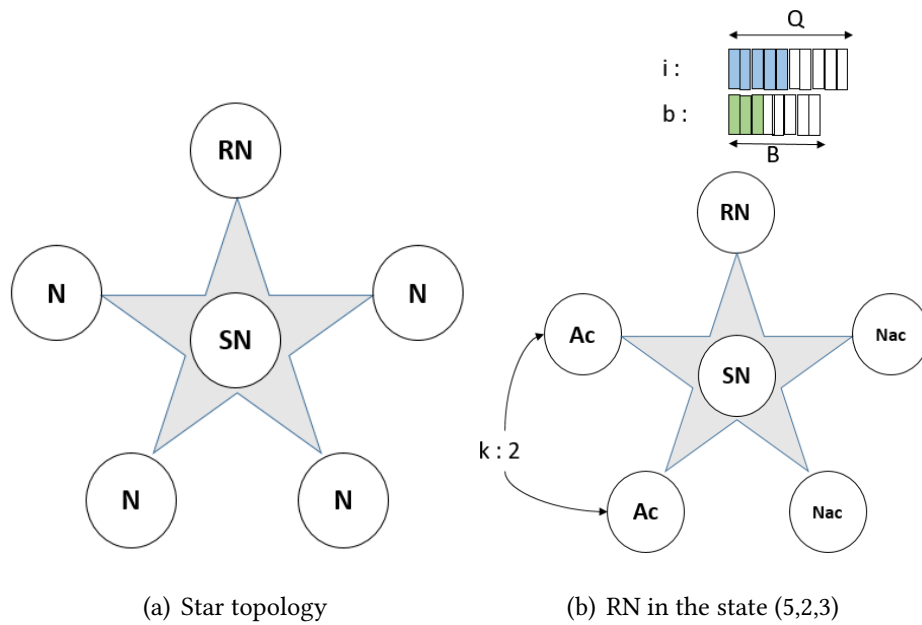 Q
i :
b :
B
RN
N
N
SN
N
N
RN
Ac
Nac
SN
k : 2
Ac
Nac
(a) Star topology
(b) RN in the state (5,2,3)